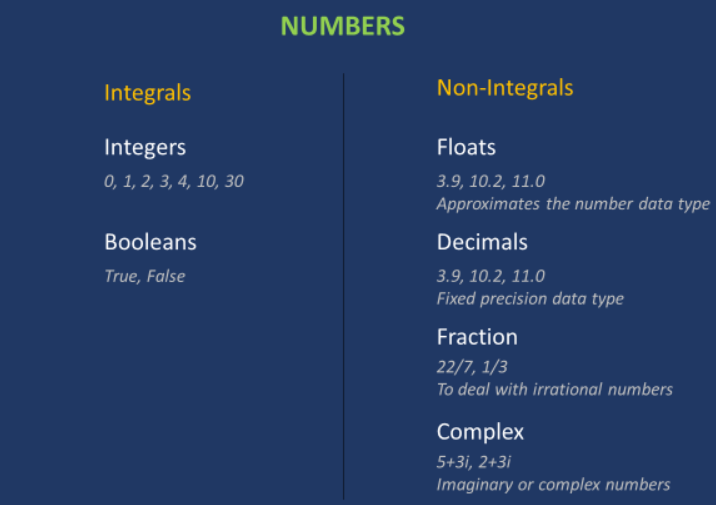 NUMBERS
Integrals
Integers
0, 1, 2, 3, 4, 10, 30
Booleans
True, False
Non-Integrals
Floats
3.9, 10.2, 11.0
Approximates the number data type
Decimals
3.9, 10.2, 11.0
Fixed precision data type
Fraction
22/7, 1/3
To deal with irrational numbers
Complex
5+3i, 2+3i
Imaginary or complex numbers